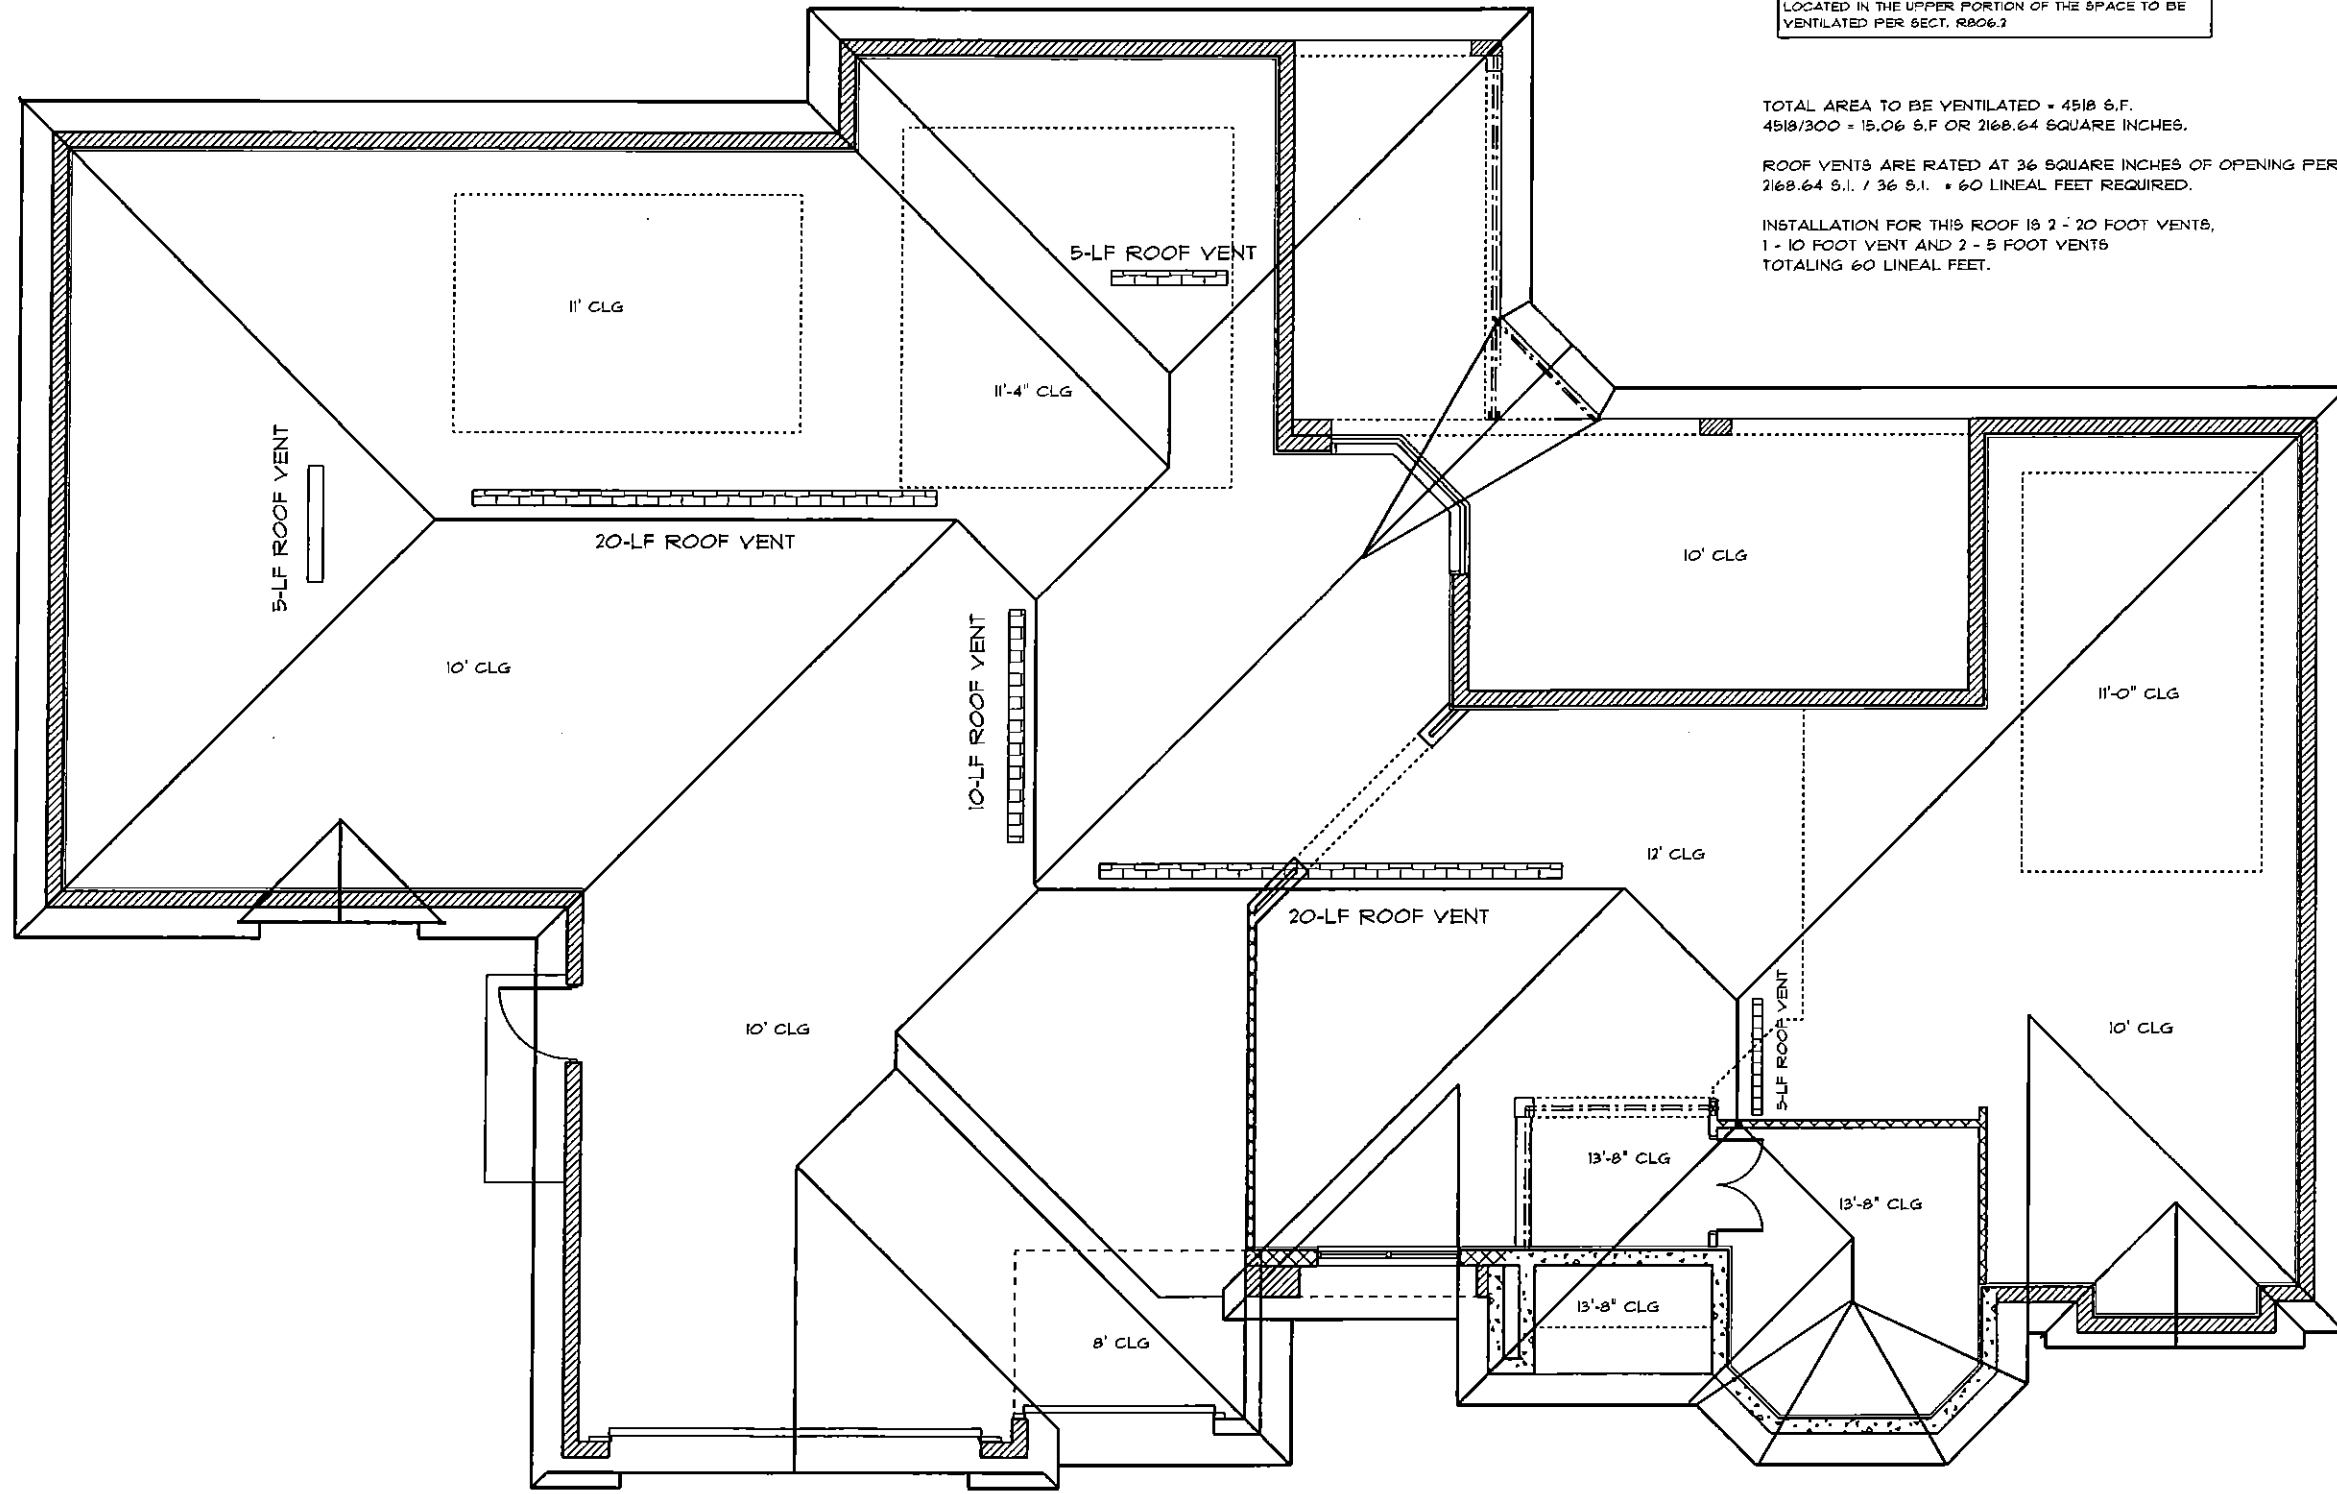 LOCATED IN THE UPPER PORTION OF THE SPACE TO BE
VENTILATED PER SECT. R806.2
TOTAL AREA TO BE VENTILATED = 4518 S.F.
4518/300 = 15.06 S.F OR 2168.64 SQUARE INCHES.
ROOF VENTS ARE RATED AT 36 SQUARE INCHES OF OPENING PER
2168.64 S.I. / 36 S.I. = 60 LINEAL FEET REQUIRED.
INSTALLATION FOR THIS ROOF IS 2 - 20 FOOT VENTS,
1 - 10 FOOT VENT AND 2 - 5 FOOT VENTS
TOTALING 60 LINEAL FEET.
5-LF ROOF VENT
11' CLG
11'-4" CLG
5-LF ROOF VENT
20-LF ROOF VENT
10' CLG
10' CLG
11'-0" CLG
10-LF ROOF VENT
12' CLG
20-LF ROOF VENT
10' CLG
5-LF ROOF VENT
10' CLG
13'-8" CLG
13'-8" CLG
13'-8" CLG
8' CLG